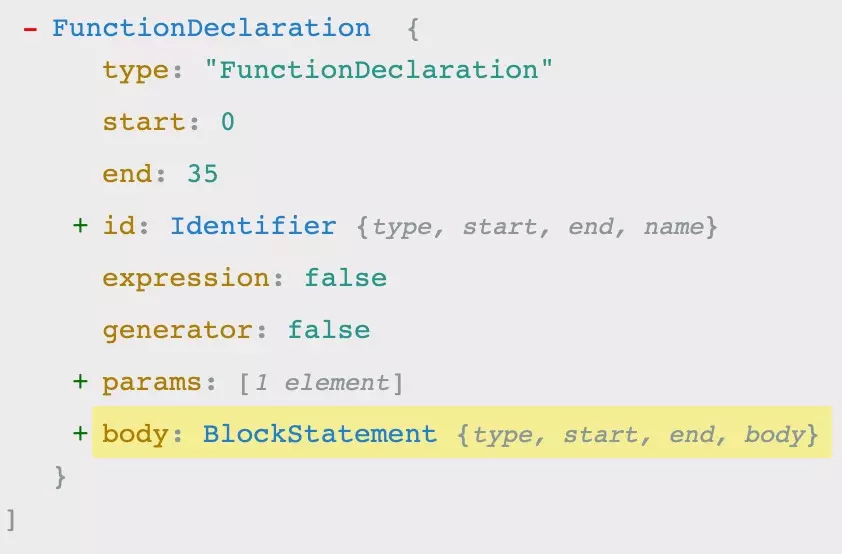 - FunctionDeclaration {
type: "FunctionDeclaration"
start: 0
end: 35
+ id: Identifier {type, start, end, name}
expression: false
generator: false
+ params: [1 element]
+ body: BlockStatement {type, start, end, body}
}
]